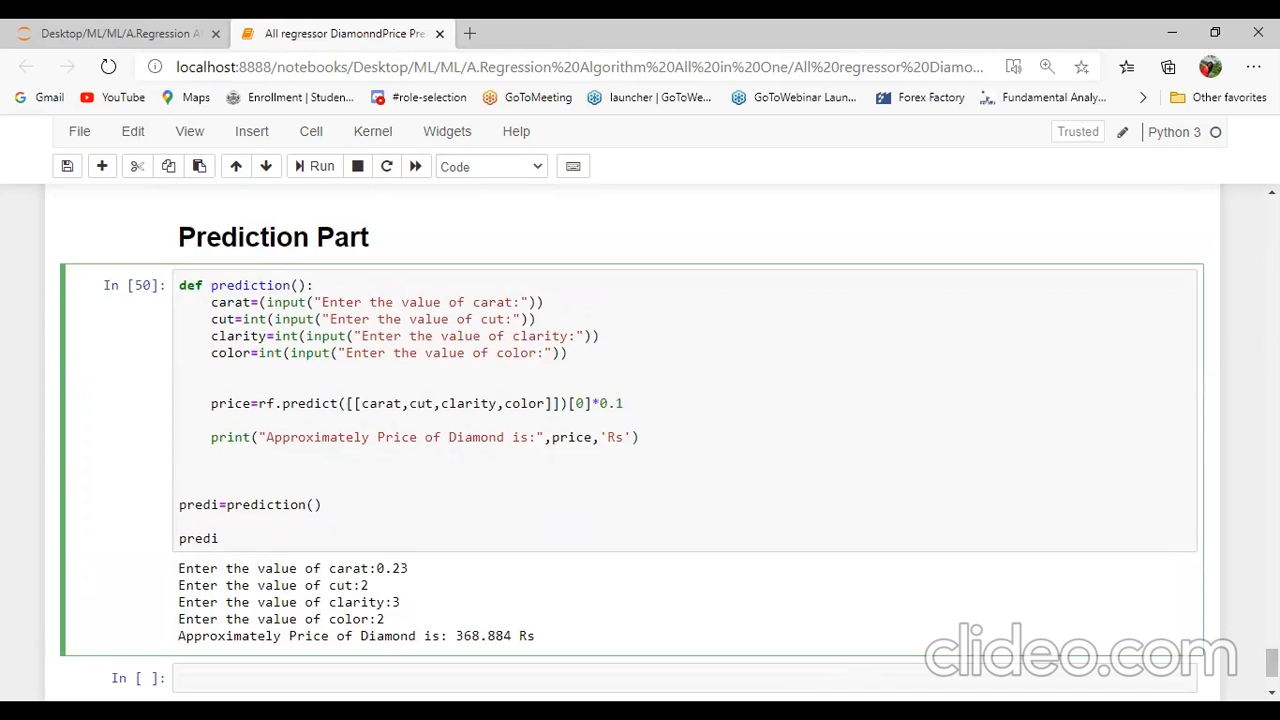 Desktop/ML/ML/A.Regression A
All regressor DiamonndPrice Pre
localhost:8888/notebooks/Desktop/ML/ML/A.Regression%20Algorithm%20All%20in%20One/All%20regressor%20Diamo...
Gmail YouTube Maps Enrollment | Studen... #role-selection GoToMeeting launcher | GoToWe... GoToWebinar Laun... Forex Factory Fundamental Analy... Other favorites
File Edit View Insert Cell Kernel Widgets Help Trusted Python 3
Run Code
Prediction Part
In [50]: def prediction():
carat=(input("Enter the value of carat:"))
cut=int(input("Enter the value of cut:"))
clarity=int(input("Enter the value of clarity:"))
color=int(input("Enter the value of color:"))
price=rf.predict([[carat,cut,clarity,color]])[0]*0.1
print("Approximately Price of Diamond is:",price,'Rs')
predi=prediction()
predi
Enter the value of carat:0.23
Enter the value of cut:2
Enter the value of clarity:3
Enter the value of color:2
Approximately Price of Diamond is: 368.884 Rs
clideo.com
In [ ]: